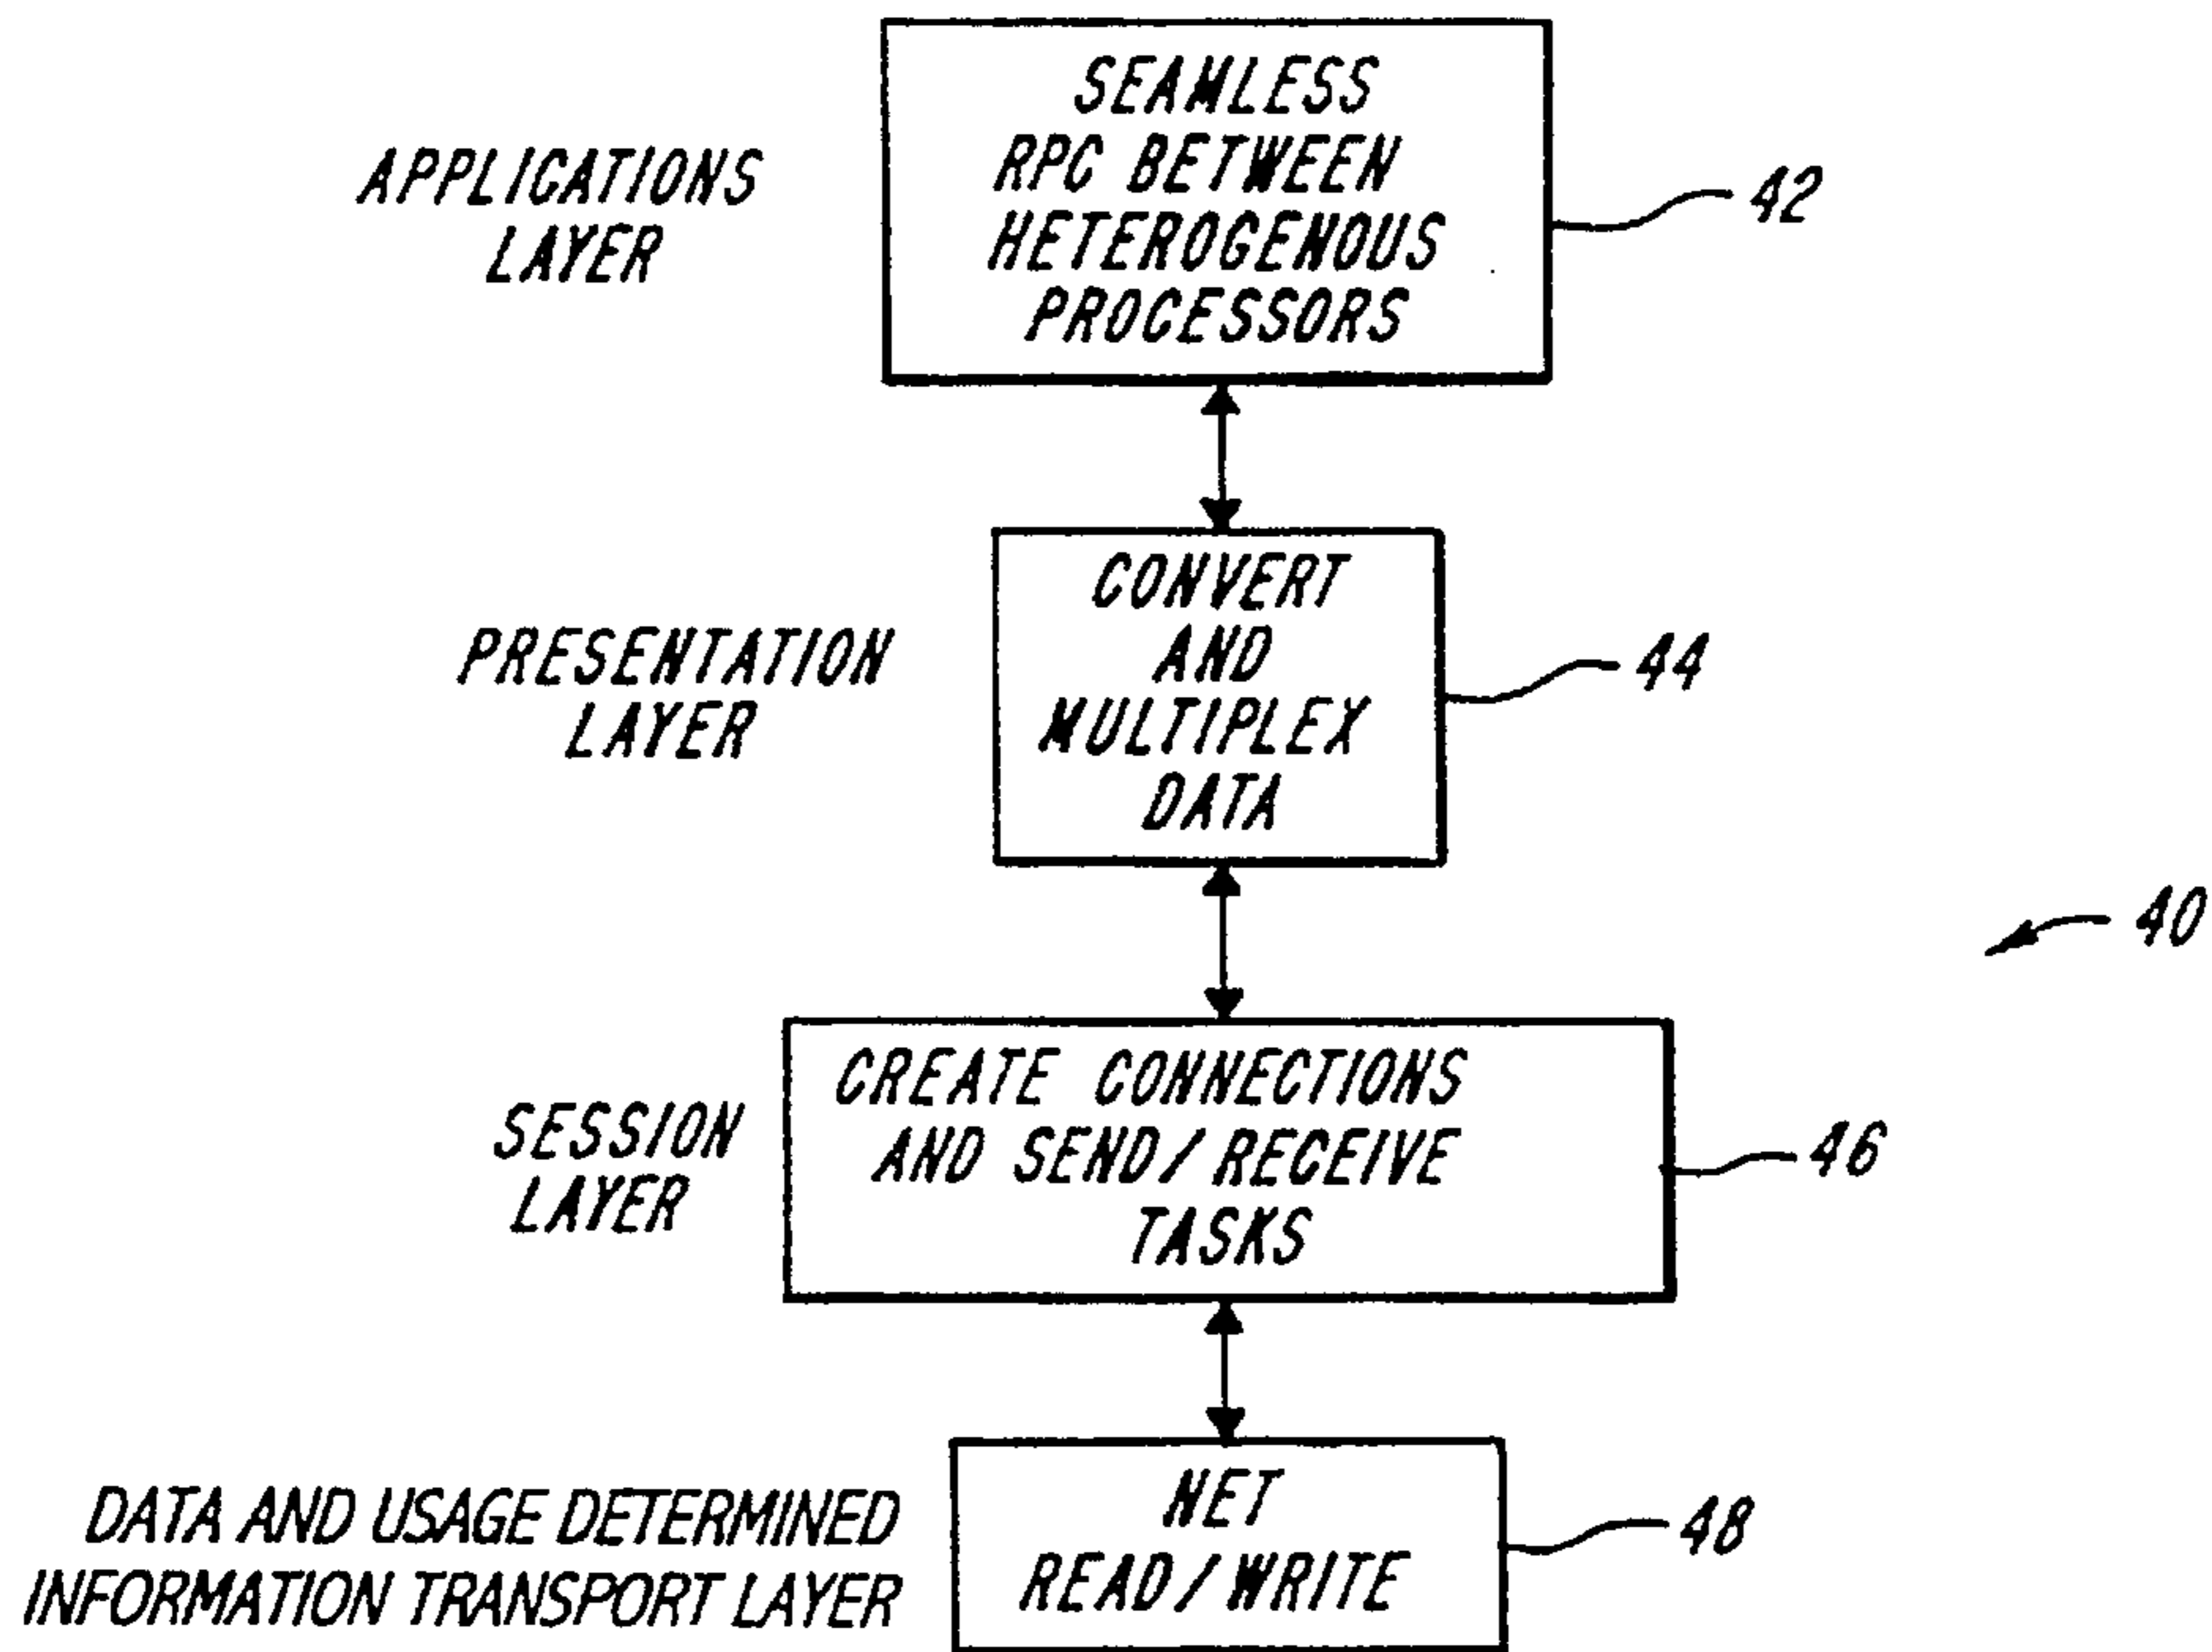 SEAMLESS
RPC BETWEEN
HETEROGENOUS
PROCESSORS
42
APPLICATIONS
LAYER
CONVERT
AND
MULTIPLEX
DATA
44
PRESENTATION
LAYER
40
CREATE CONNECTIONS
AND SEND/RECEIVE
TASKS
46
SESSION
LAYER
NET
READ/WRITE
48
DATA AND USAGE DETERMINED
INFORMATION TRANSPORT LAYER